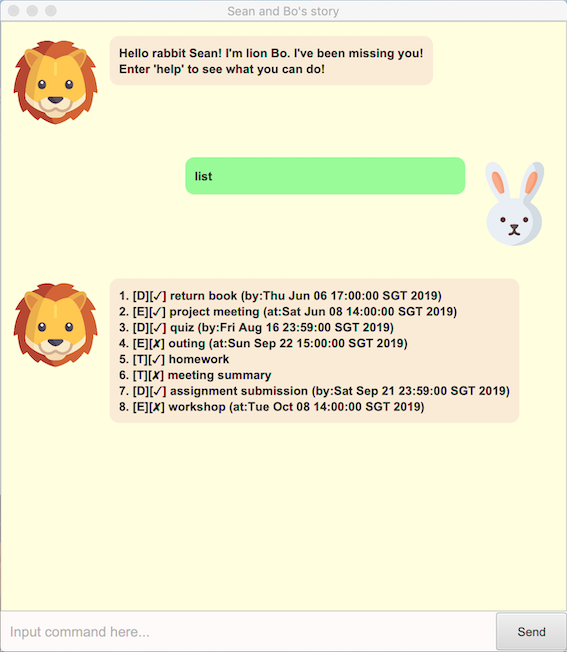 Sean and Bo's story
Hello rabbit Sean! I'm lion Bo. I've been missing you!
Enter 'help' to see what you can do!
list
1. [D][✓] return book (by:Thu Jun 06 17:00:00 SGT 2019)
2. [E][✓] project meeting (at:Sat Jun 08 14:00:00 SGT 2019)
3. [D][✓] quiz (by:Fri Aug 16 23:59:00 SGT 2019)
4. [E][✗] outing (at:Sun Sep 22 15:00:00 SGT 2019)
5. [T][✓] homework
6. [T][✗] meeting summary
7. [D][✓] assignment submission (by:Sat Sep 21 23:59:00 SGT 2019)
8. [E][✗] workshop (at:Tue Oct 08 14:00:00 SGT 2019)
Input command here...
Send